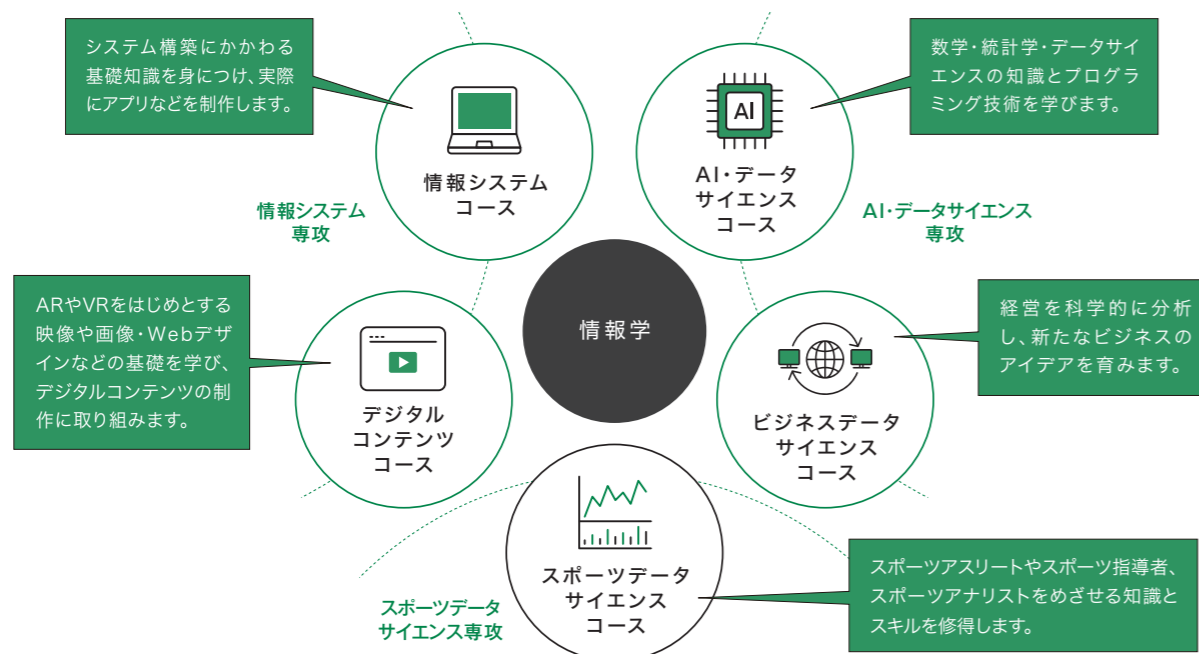 システム構築にかかわる
基礎知識を身につけ、実際
にアプリなどを制作します。
情報システム
コース
情報システム
専攻
AI
AI・データ
サイエンス
コース
数学・統計学・データサイ
エンスの知識とプログラ
ミング技術を学びます。
AI・データサイエンス
専攻
ARやVRをはじめとする
映像や画像・Webデザ
インなどの基礎を学び、
デジタルコンテンツの制
作に取り組みます。
デジタル
コンテンツ
コース
情報学
ビジネスデータ
サイエンス
コース
経営を科学的に分析
し、新たなビジネスの
アイデアを育みます。
スポーツデータ
サイエンス専攻
スポーツデータ
サイエンス
コース
スポーツアスリートやスポーツ指導者、
スポーツアナリストをめざせる知識と
スキルを修得します。